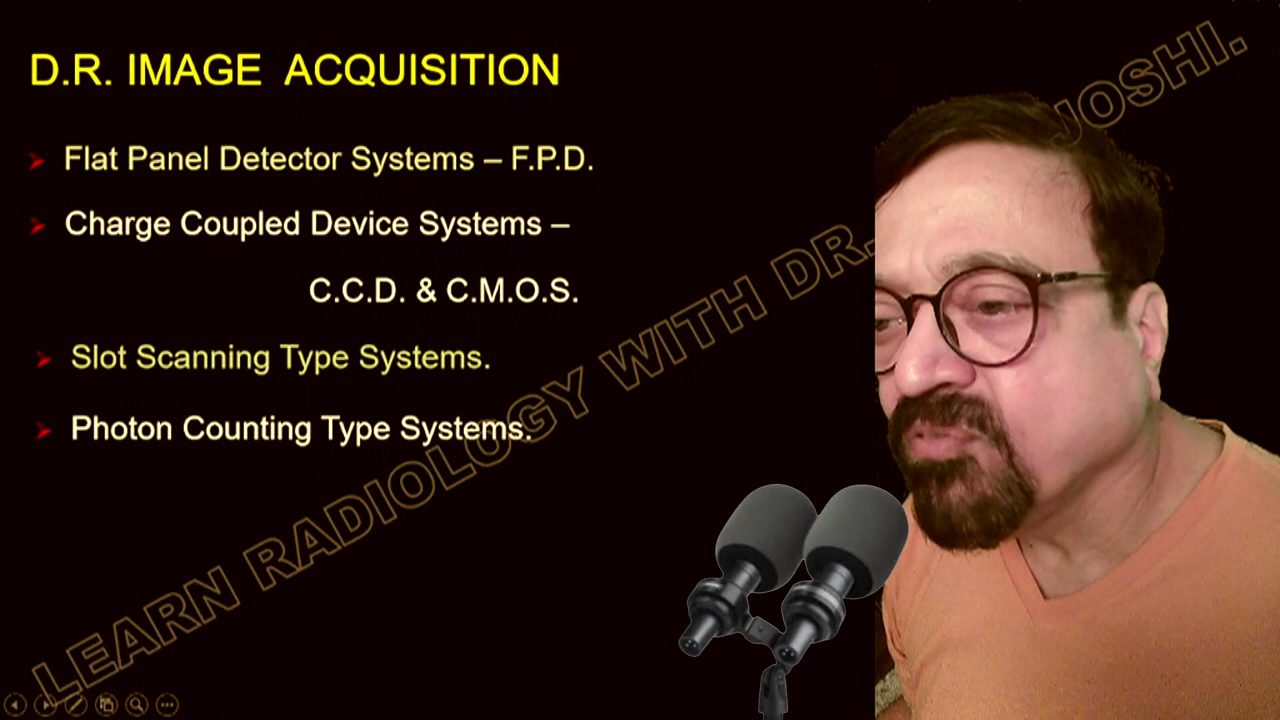 D.R. IMAGE ACQUISITION
Flat Panel Detector Systems – F.P.D.
Charge Coupled Device Systems –
C.C.D. & C.M.O.S.
Slot Scanning Type Systems.
Photon Counting Type Systems.
LEARN RADIOLOGY WITH DR. JOSHI.